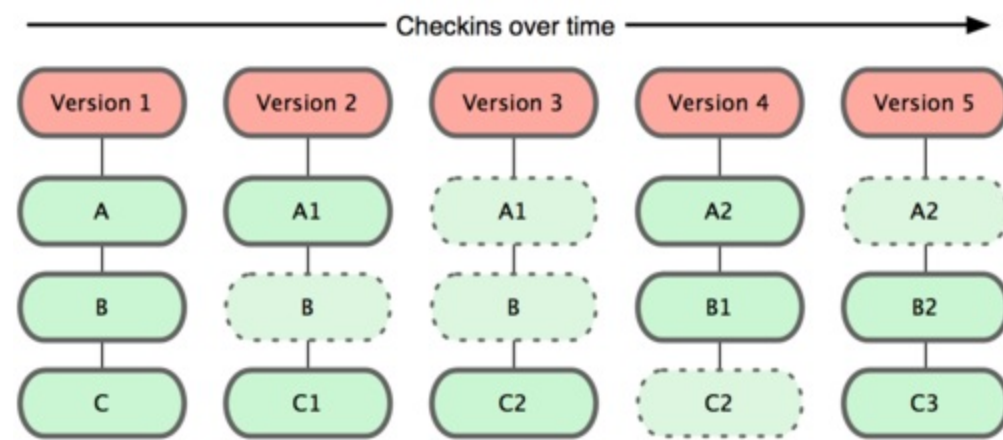 Checkins over time
Version 1 Version 2 Version 3 Version 4 Version 5
A A1 A1 A2 A2
B B B B1 B2
C C1 C2 C2 C3